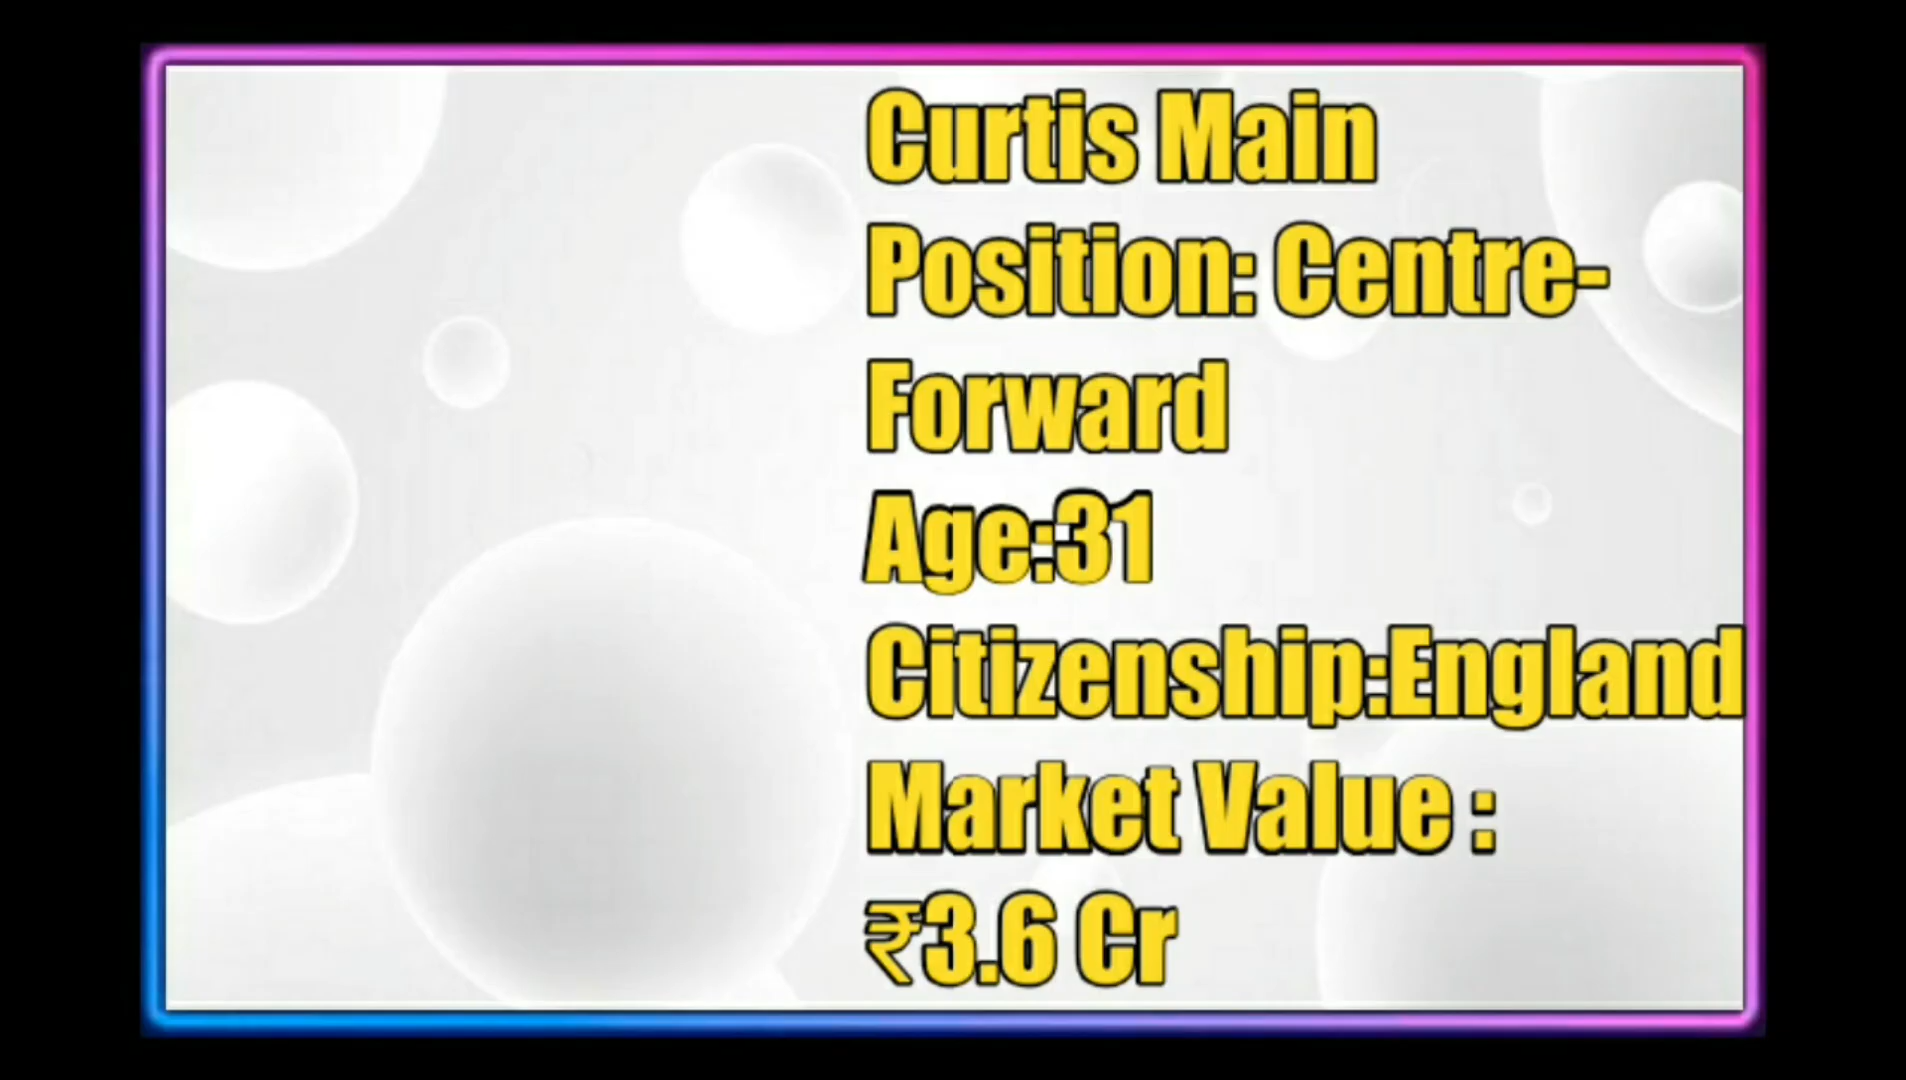 Curtis Main
Position: Centre-
Forward
Age:31
Citizenship:England
Market Value :
₹3.6 Cr